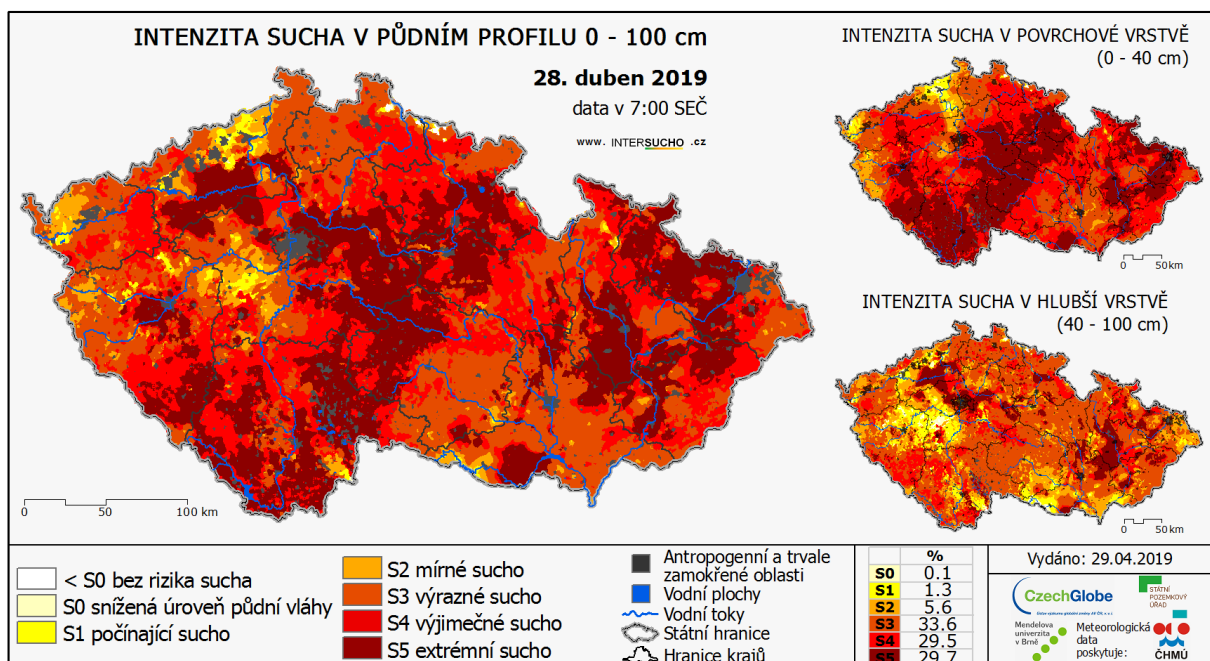 INTENZITA SUCHA V PŮDNÍM PROFILU 0 - 100 cm
28. duben 2019
data v 7:00 SEČ
www. INTERSUCHO .cz
0 50 100 km
INTENZITA SUCHA V POVRCHOVÉ VRSTVĚ
(0 - 40 cm)
0 50 km
INTENZITA SUCHA V HLUBŠÍ VRSTVĚ
(40 - 100 cm)
0 50 km
< S0 bez rizika sucha
S0 snížená úroveň půdní vláhy
S1 počínající sucho
S2 mírné sucho
S3 výrazné sucho
S4 výjimečné sucho
S5 extrémní sucho
Antropogenní a trvale
zamokřené oblasti
Vodní plochy
Vodní toky
Státní hranice
Hranice krajů
%
S0 0.1
S1 1.3
S2 5.6
S3 33.6
S4 29.5
S5 29.7
Vydáno: 29.04.2019
CzechGlobe
STÁTNÍ
POZEMKOVÝ
ÚŘAD
Mendelova
univerzita
v Brně
Meteorologická
data
poskytuje:
ČHMÚ